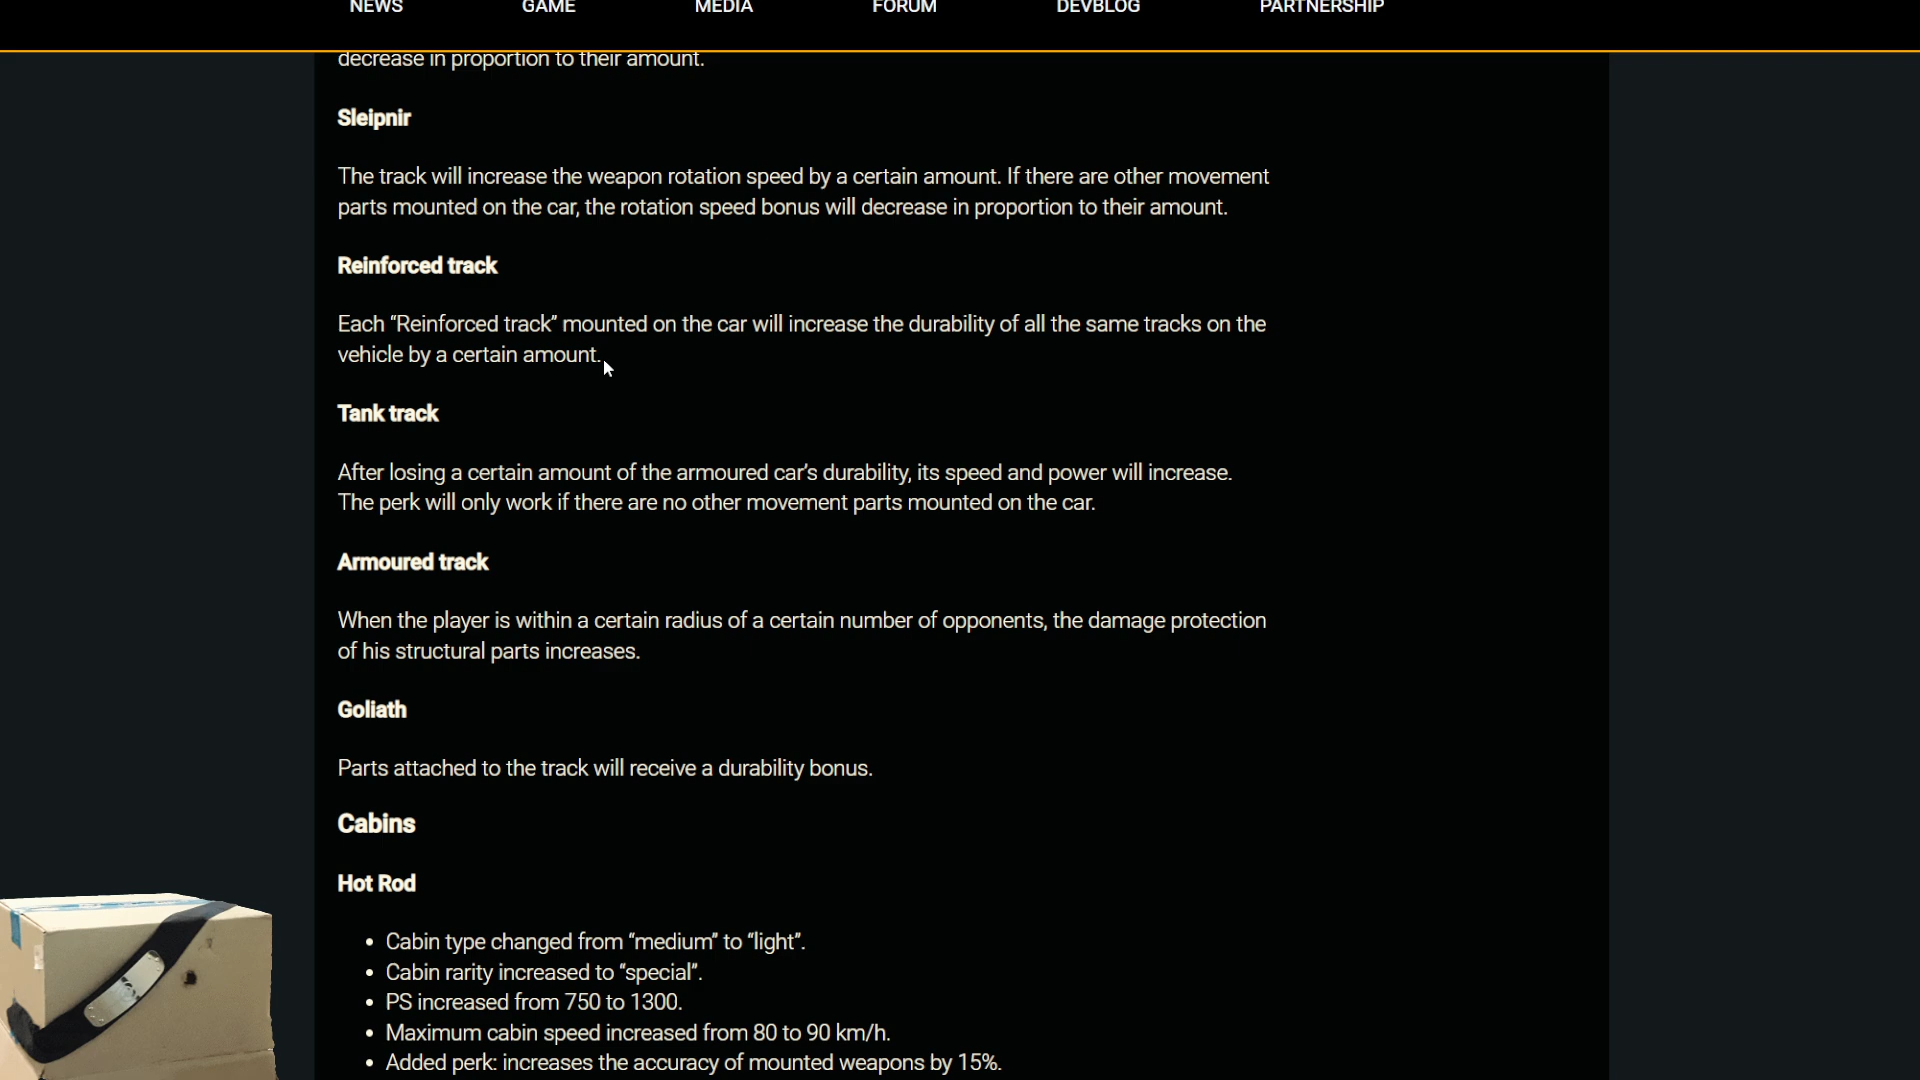 NEWS GAME MEDIA FORUM DEVBLOG PARTNERSHIP
decrease in proportion to their amount.
Sleipnir
The track will increase the weapon rotation speed by a certain amount. If there are other movement
parts mounted on the car, the rotation speed bonus will decrease in proportion to their amount.
Reinforced track
Each “Reinforced track” mounted on the car will increase the durability of all the same tracks on the
vehicle by a certain amount.
Tank track
After losing a certain amount of the armoured car’s durability, its speed and power will increase.
The perk will only work if there are no other movement parts mounted on the car.
Armoured track
When the player is within a certain radius of a certain number of opponents, the damage protection
of his structural parts increases.
Goliath
Parts attached to the track will receive a durability bonus.
Cabins
Hot Rod
• Cabin type changed from “medium” to “light”.
• Cabin rarity increased to “special”.
• PS increased from 750 to 1300.
• Maximum cabin speed increased from 80 to 90 km/h.
• Added perk: increases the accuracy of mounted weapons by 15%.